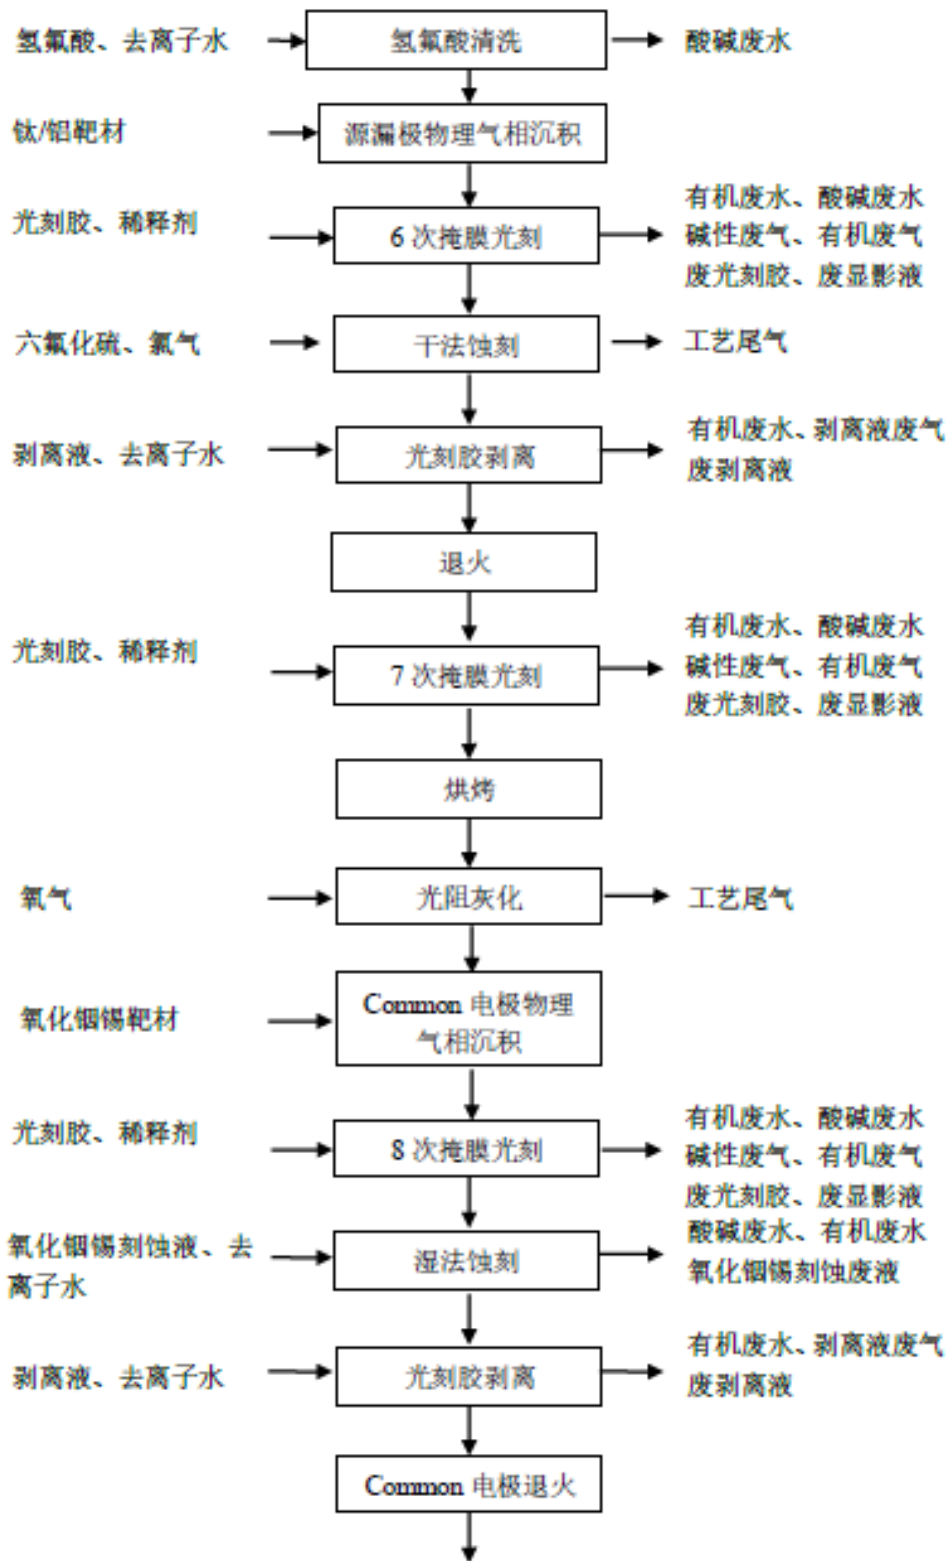 氢氟酸、去离子水
氢氟酸清洗
酸碱废水
钛/铝靶材
源漏极物理气相沉积
光刻胶、稀释剂
6 次掩膜光刻
有机废水、酸碱废水
碱性废气、有机废气
废光刻胶、废显影液
六氟化硫、氯气
干法蚀刻
工艺尾气
剥离液、去离子水
光刻胶剥离
有机废水、剥离液废气
废剥离液
退火
光刻胶、稀释剂
7 次掩膜光刻
有机废水、酸碱废水
碱性废气、有机废气
废光刻胶、废显影液
烘烤
氧气
光阻灰化
工艺尾气
氧化铟锡靶材
Common 电极物理
气相沉积
光刻胶、稀释剂
8 次掩膜光刻
有机废水、酸碱废水
碱性废气、有机废气
废光刻胶、废显影液
氧化铟锡刻蚀液、去
离子水
湿法蚀刻
酸碱废水、有机废水
氧化铟锡刻蚀废液
剥离液、去离子水
光刻胶剥离
有机废水、剥离液废气
废剥离液
Common 电极退火